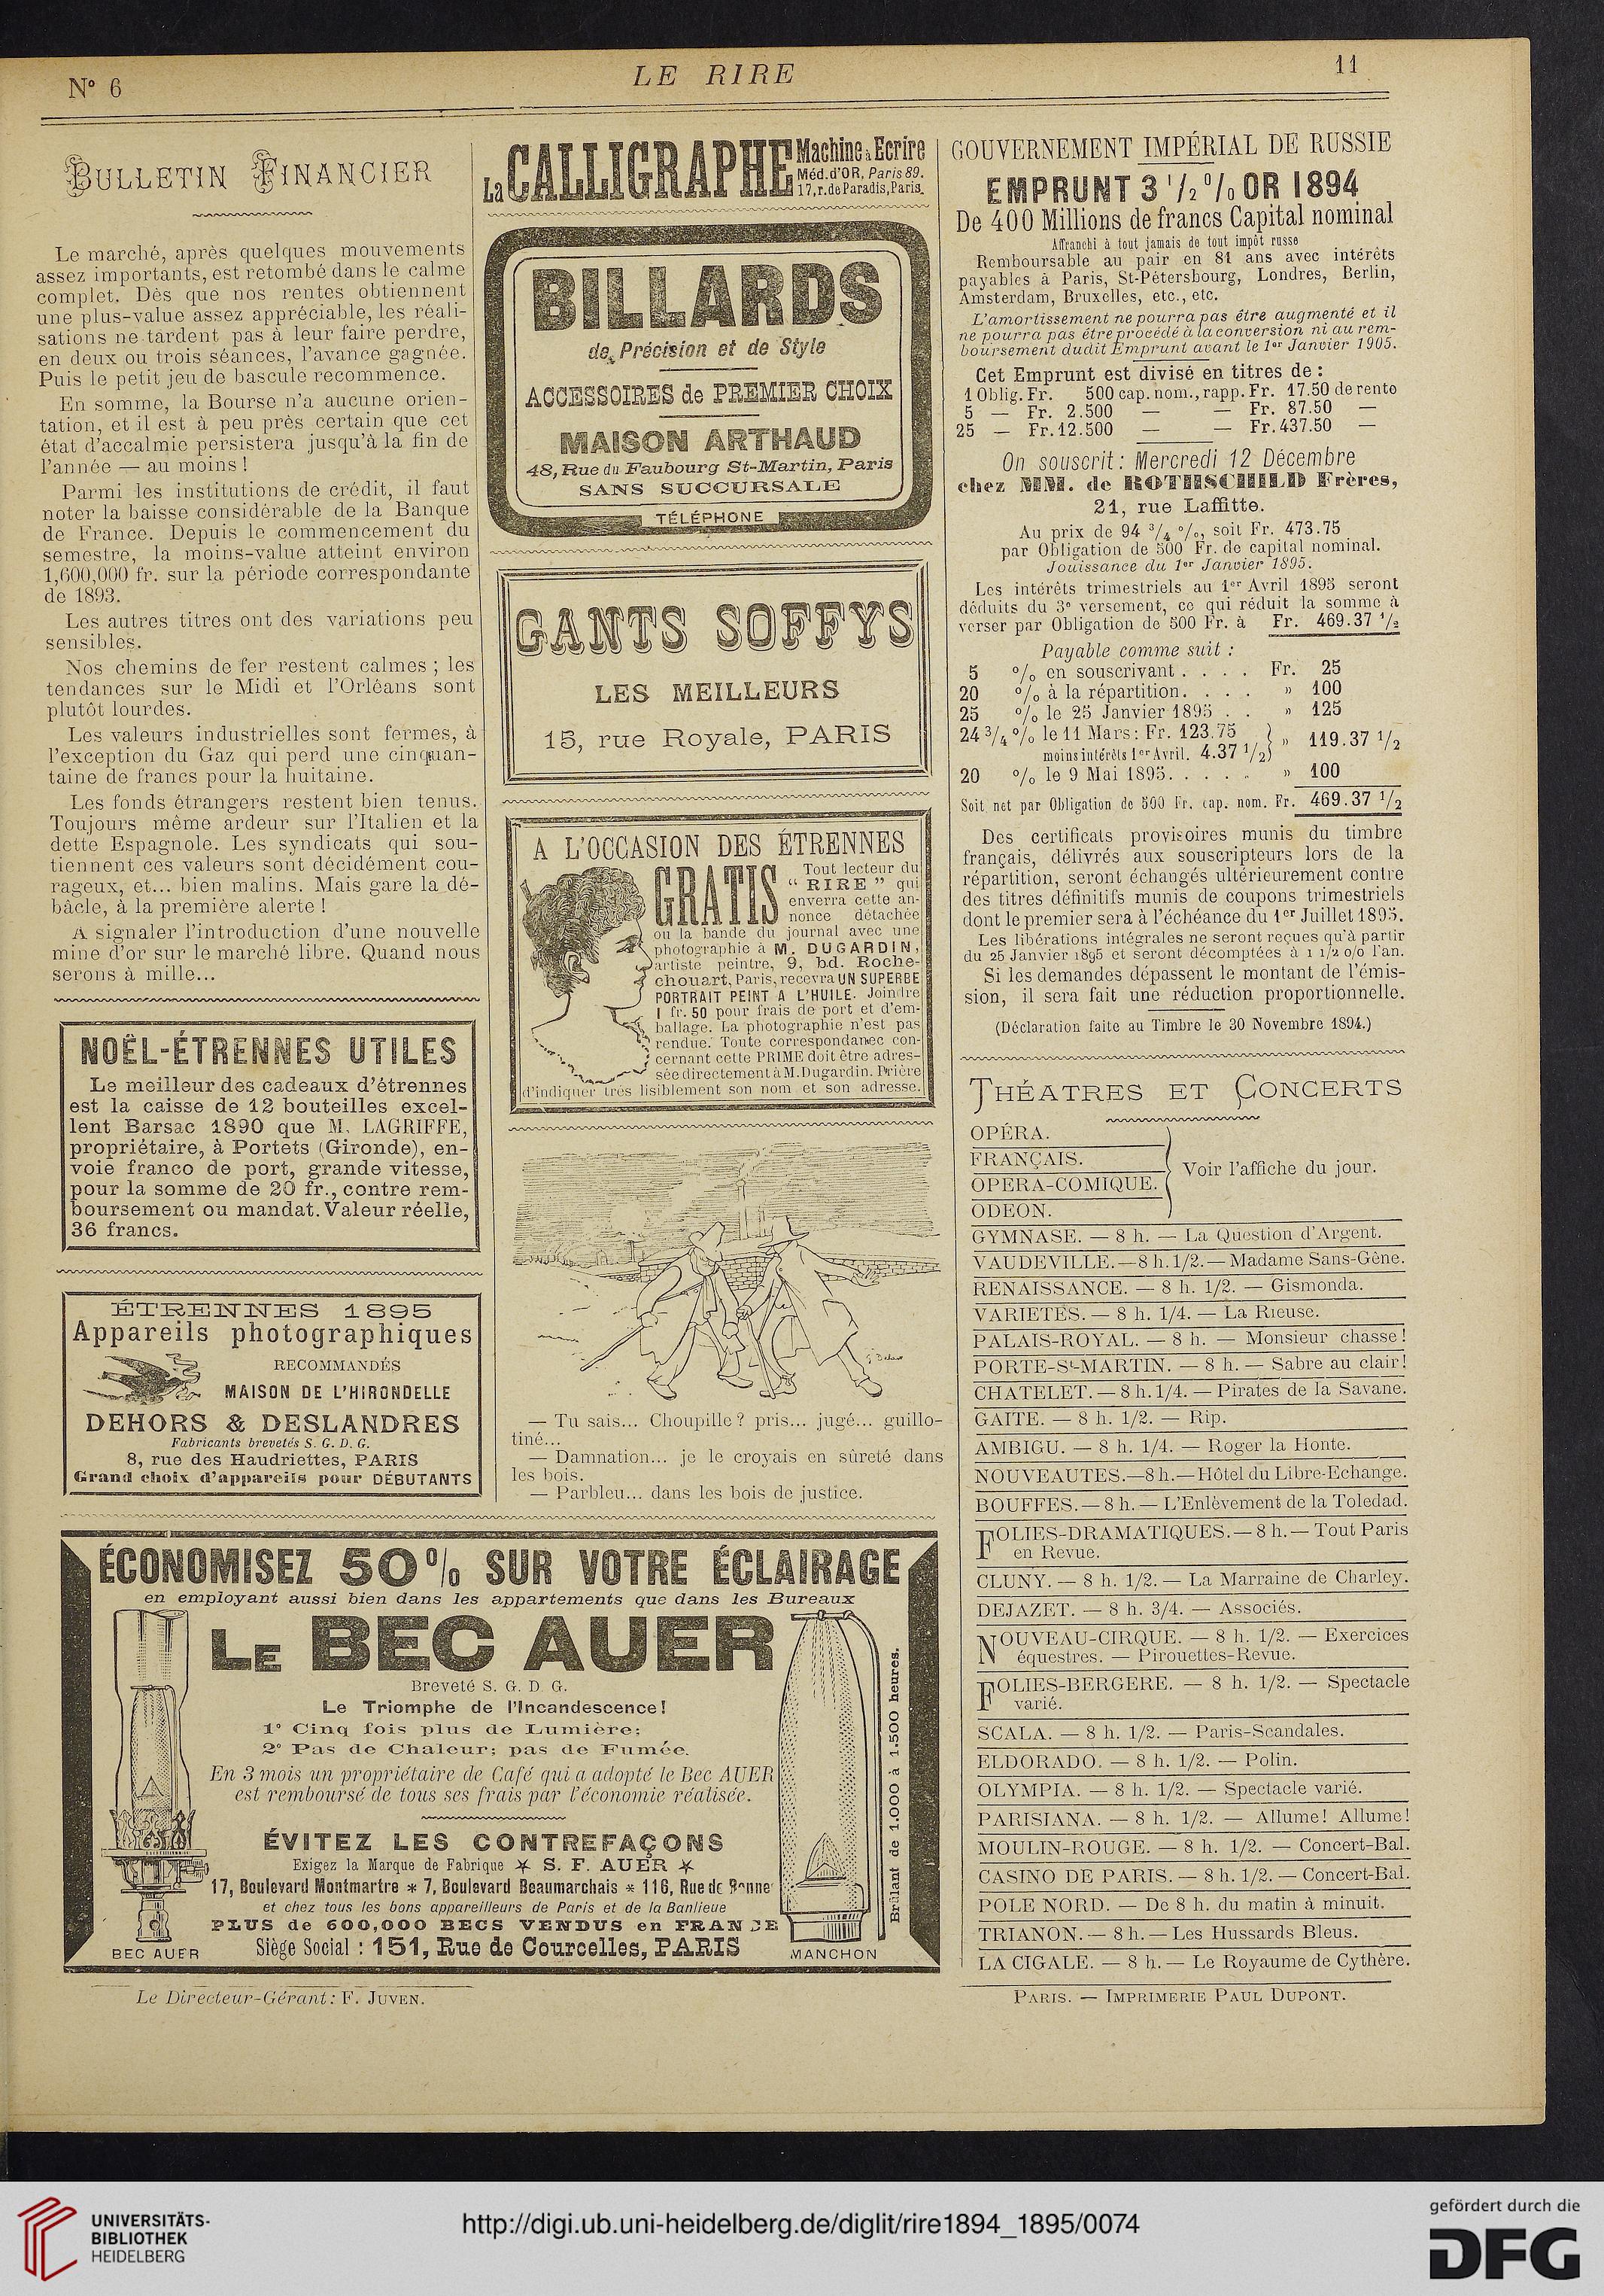 N° 6
LE RIRE
11
BULLETIN FINANCIER
Le marché, après quelques mouvements
assez importants, est retombé dans le calme
complet. Dès que nos rentes obtiennent
une plus-value assez appréciable, les réali-
sations ne tardent pas à leur faire perdre,
en deux ou trois séances, l'avance gagnée.
Puis le petit jeu de bascule recommence.
En somme, la Bourse n'a aucune orien-
tation, et il est à peu près certain que cet
état d'accalmie persistera jusqu'à la fin de
l'année — au moins !
Parmi les institutions de crédit, il faut
noter la baisse considérable de la Banque
de France. Depuis le commencement du
semestre, la moins-value atteint environ
1,600,000 fr. sur la période correspondante
de 1893.
Les autres titres ont des variations peu
sensibles.
Nos chemins de fer restent calmes ; les
tendances sur le Midi et l'Orléans sont
plutôt lourdes.
Les valeurs industrielles sont fermes, à
l'exception du Gaz qui perd une cinquan-
taine de francs pour la huitaine.
Les fonds étrangers restent bien tenus.
Toujours même ardeur sur l'Italien et la
dette Espagnole. Les syndicats qui sou-
tiennent ces valeurs sont décidément cou-
rageux, et... bien malins. Mais gare la dé-
bâcle, à la première alerte !
A signaler l'introduction d'une nouvelle
mine d'or sur le marché libre. Quand nous
serons à mille...
NOËL-ÉTRENNES UTILES
Le meilleur des cadeaux d'étrennes
est la caisse de 12 bouteilles excel-
lent Barsac 1890 que M. LAGRIFFE,
propriétaire, à Portets (Gironde), en-
voie franco de port, grande vitesse,
pour la somme de 20 fr., contre rem-
boursement ou mandat. Valeur réelle,
36 francs.
ÉTRENNES 1895
Appareils photographiques
RECOMMANDÉS
MAISON DE L'HIRONDELLE
DEHORS & DESLANDRES
Fabricants brevetés S. G. D. G.
8, rue des Haudriettes, PARIS
Grand choix d'appareils pour DÉBUTANTS
La CALLIGRAPHE Machine à Ecrire
Méd. d'OR, Paris 89.
17, r. de Paradis, Paris.
BILLARDS
de Précision et de Style
ACCESSOIRES de PREMIER CHOIX
MAISON ARTHAUD
48, Rue du Faubourg St-Martin, Paris
SANS SUCCURSALE
TÉLÉPHONE
GANTS SOFFYS
LES MEILLEURS
15, rue Royale, PARIS
A L'OCCASION DES ÉTRENNES
GRATIS
Tout lecteur du
“ RIRE ” qui
enverra cette an-
nonce détachée
ou la bande du journal avec une
photographie à M. DUGARDIN,
artiste peintre, 9, bd. Roche-
chouart, Paris, recevra UN SUPERBE
PORTRAIT PEINT A L'HUILE. Joindre
1 fr. 50 pour frais de port et d'em-
ballage. La photographie n'est pas
rendue. Toute correspondanec con-
cernant cette PRIME doit être adres-
sée directement à M. Dugardin. Prière
d'indiquer très lisiblement son nom et son adresse.
— Tu sais... Choupille ? pris... jugé... guillo-
tiné...
— Damnation... je le croyais en sûreté dans
les bois.
— Parbleu... dans les bois de justice.
ÉCONOMISEZ 50 % SUR VOTRE ÉCLAIRAGE
en employant aussi bien dans les appartements que dans les Bureaux
LE BEC AUER
Breveté S. G. D. G.
Le Triomphe de l'Incandescence !
1° Cinq fois plus de Lumière;
2° Pas de Chaleur; pas de Fumée.
En 3 mois un propriétaire de Café qui a adopté le Bec AUER
est remboursé de tous ses frais par l'économie réalisée.
ÉVITEZ LES CONTREFAÇONS
Exigez la Marque de Fabrique ✶ S. F. AUER ✶
17, Boulevard Montmartre * 7, Boulevard Beaumarchais * 116, Rue de Renne
et chez tous les bons appareilleurs de Paris et de la Banlieue
PLUS de 600,000 BECS VENDUS en FRANCE
Siège Social : 151, Rue de Courcelles, PARIS
BEC AUER
Brûlant de 1.000 à 1.500 heures.
MANCHON
Le Directeur-Gérant : F. JUVEN.
GOUVERNEMENT IMPÉRIAL DE RUSSIE
EMPRUNT 3 1/2 % OR 1894
De 400 Millions de francs Capital nominal
Affranchi à tout jamais de tout impôt russe
Remboursable au pair en 81 ans avec intérêts
payables à Paris, St-Pétersbourg, Londres, Berlin,
Amsterdam, Bruxelles, etc., etc.
L'amortissement ne pourra pas être augmenté et il
ne pourra pas être procédé à la conversion ni au rem-
boursement dudit Emprunt avant le 1er Janvier 1905.
Cet Emprunt est divisé en titres de :
1 Oblig. Fr. 500 cap. nom., rapp. Fr. 17.50 de rente
5 — Fr. 2.500 — — Fr. 87.50 —
25 — Fr. 12.500 — — Fr. 437.50 —
On souscrit : Mercredi 12 Décembre
chez MM. de ROTHSCHILD Frères,
21, rue Laffitte.
Au prix de 94 3/4 %, soit Fr. 473.75
par Obligation de 500 Fr. de capital nominal.
Jouissance du 1er Janvier 1895.
Les intérêts trimestriels au 1er Avril 1895 seront
déduits du 3e versement, ce qui réduit la somme à
verser par Obligation de 500 Fr. à Fr. 469.37 1/2
Payable comme suit :
5 % en souscrivant . . . . Fr. 25
20 % à la répartition. . . . » 100
25 % le 25 Janvier 1895 . . » 125
24 3/4 % le 11 Mars : Fr. 123.75
moins intérêts 1er Avril. 4.37 1/2 } » 119.37 1/2
20 % le 9 Mai 1895. . . . . . » 100
Soit net par Obligation de 500 Fr. cap. nom. Fr. 469.37 1/2
Des certificats provisoires munis du timbre
français, délivrés aux souscripteurs lors de la
répartition, seront échangés ultérieurement contre
des titres définitifs munis de coupons trimestriels
dont le premier sera à l'échéance du 1er Juillet 1895.
Les libérations intégrales ne seront reçues qu'à partir
du 25 Janvier 1895 et seront décomptées à 1 1/2 o/o l'an.
Si les demandes dépassent le montant de l'émis-
sion, il sera fait une réduction proportionnelle.
(Déclaration faite au Timbre le 30 Novembre 1894.)
THÉATRES ET CONCERTS
OPÉRA.
FRANÇAIS.
OPERA-COMIQUE.
ODEON.
} Voir l'affiche du jour.
GYMNASE. — 8 h. — La Question d'Argent.
VAUDEVILLE. — 8 h. 1/2. — Madame Sans-Gêne.
RENAISSANCE. — 8 h. 1/2. — Gismonda.
VARIETES. — 8 h. 1/4. — La Rieuse.
PALAIS-ROYAL. — 8 h. — Monsieur chasse !
PORTE-St-MARTIN. — 8 h. — Sabre au clair !
CHATELET. — 8 h. 1/4. — Pirates de la Savane.
GAITE. — 8 h. 1/2. — Rip.
AMBIGU. — 8 h. 1/4. — Roger la Honte.
NOUVEAUTES. — 8 h. — Hôtel du Libre-Echange.
BOUFFES. — 8 h. — L'Enlèvement de la Toledad.
FOLIES-DRAMATIQUES. — 8 h. — Tout Paris
en Revue.
CLUNY. — 8 h. 1/2. — La Marraine de Charley.
DEJAZET. — 8 h. 3/4. — Associés.
NOUVEAU-CIRQUE. — 8 h. 1/2. — Exercices
équestres. — Pirouettes-Revue.
FOLIES-BERGERE. — 8 h. 1/2. — Spectacle
varié.
SCALA. — 8 h. 1/2. — Paris-Scandales.
ELDORADO. — 8 h. 1/2. — Polin.
OLYMPIA. — 8 h. 1/2. — Spectacle varié.
PARISIANA. — 8 h. 1/2. — Allume ! Allume !
MOULIN-ROUGE. — 8 h. 1/2. — Concert-Bal.
CASINO DE PARIS. — 8 h. 1/2. — Concert-Bal.
POLE NORD. — De 8 h. du matin à minuit.
TRIANON. — 8 h. — Les Hussards Bleus.
LA CIGALE. — 8 h. — Le Royaume de Cythère.
PARIS. — IMPRIMERIE PAUL DUPONT.
UNIVERSITÄTS-
BIBLIOTHEK
HEIDELBERG
http://digi.ub.uni-heidelberg.de/diglit/rire1894_1895/0074
gefördert durch die
DFG